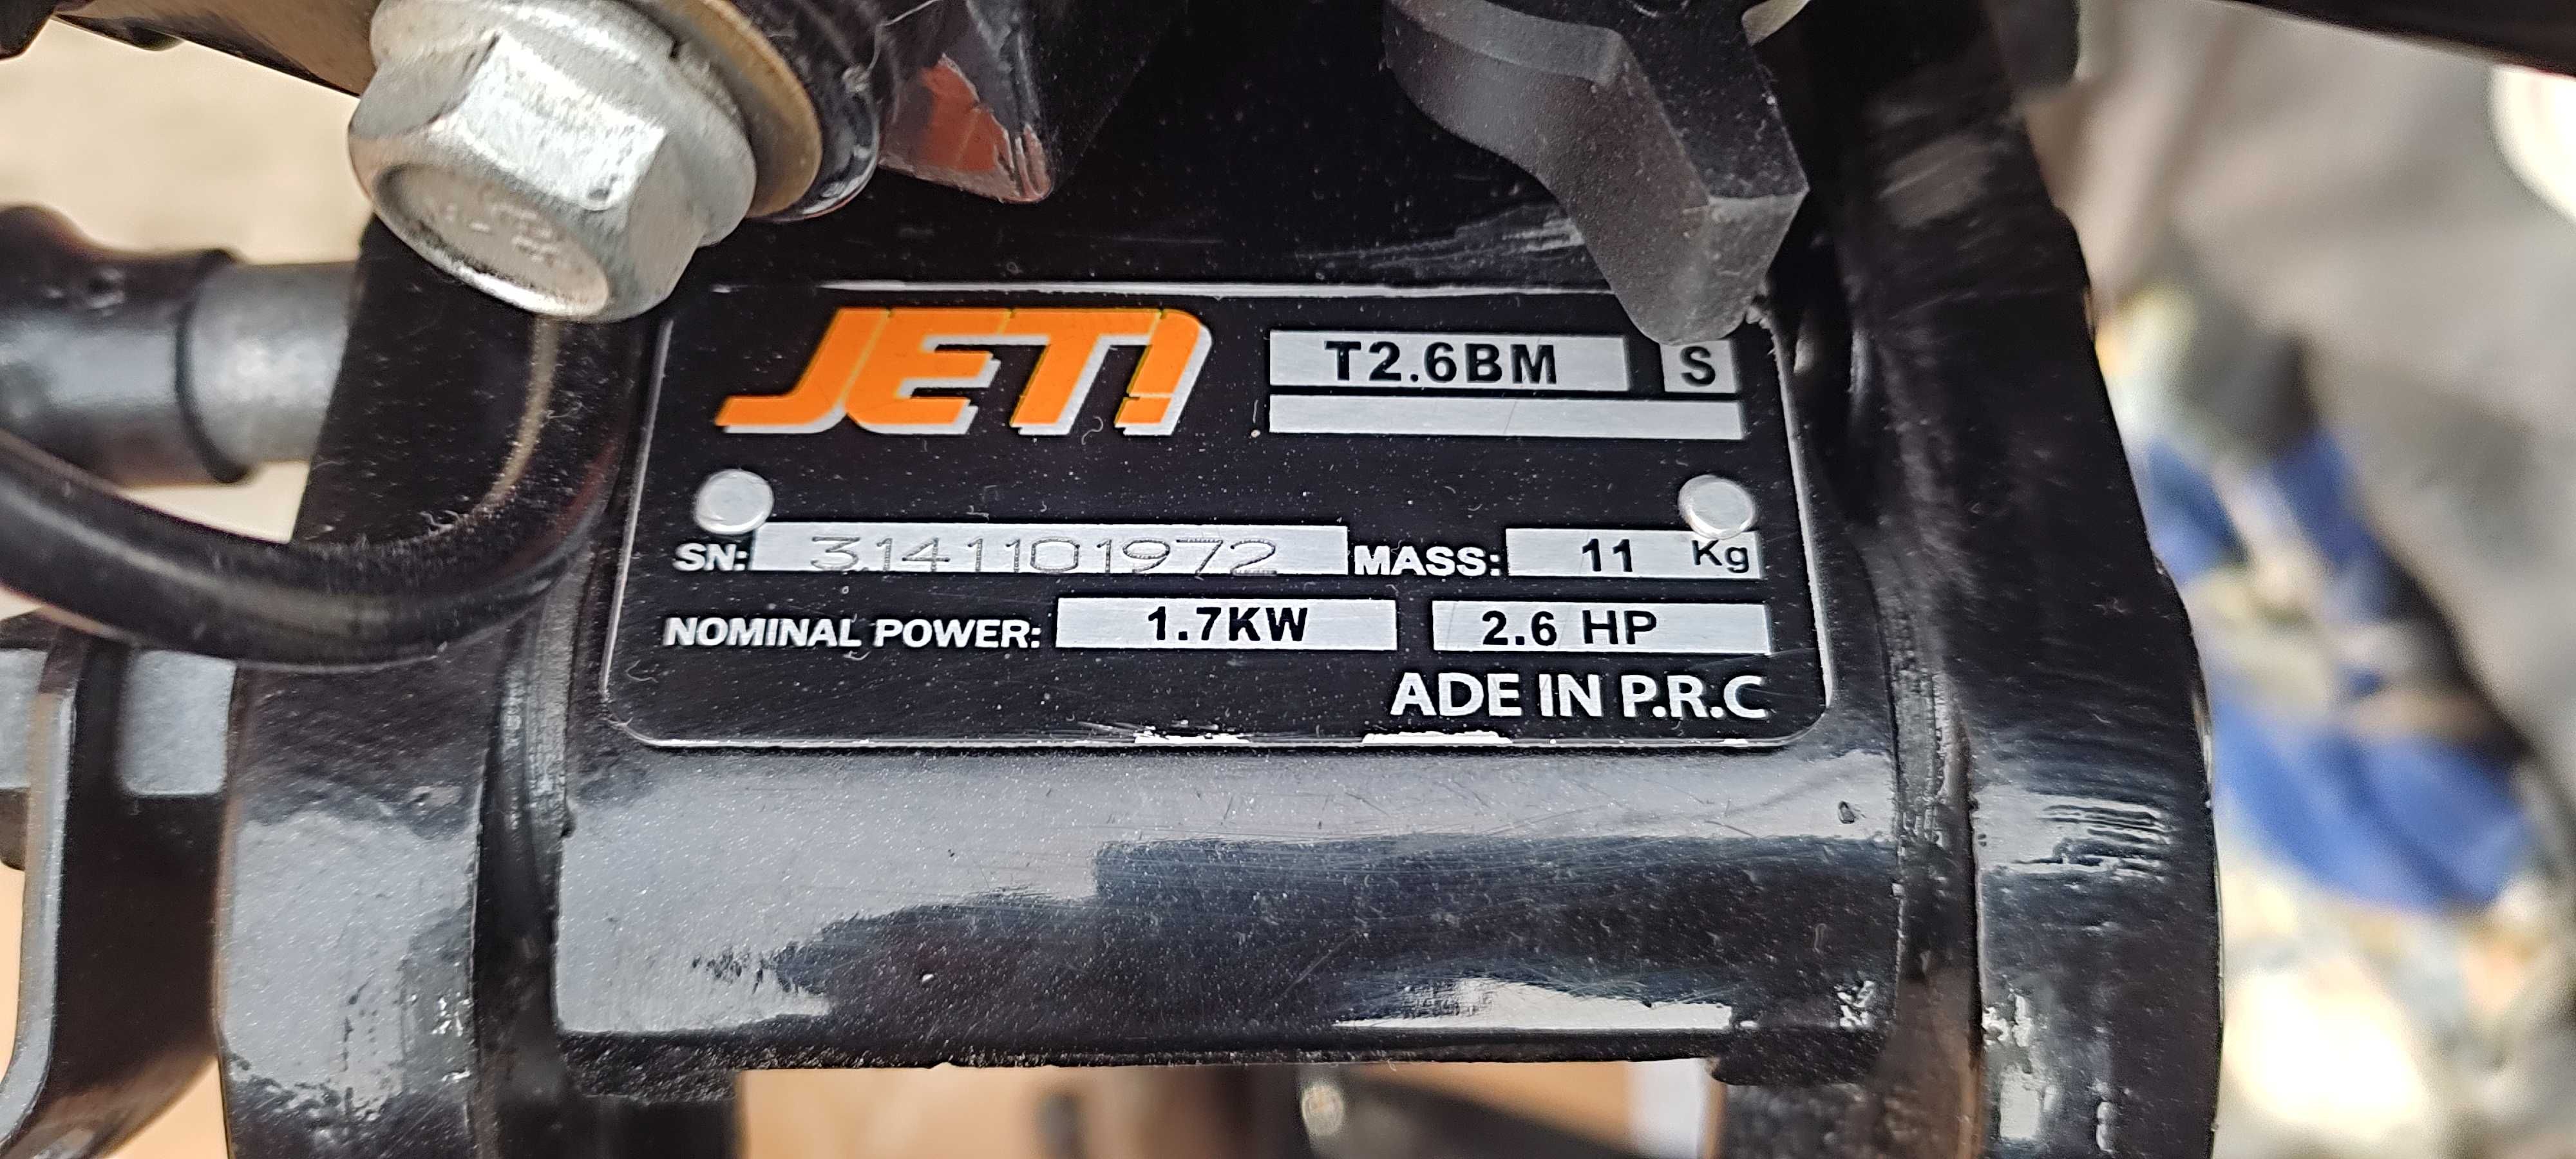 JET!
T2.6BM S
SN: 3141101972 MASS: 11 Kg
NOMINAL POWER: 1.7KW 2.6 HP
ADE IN P.R.C